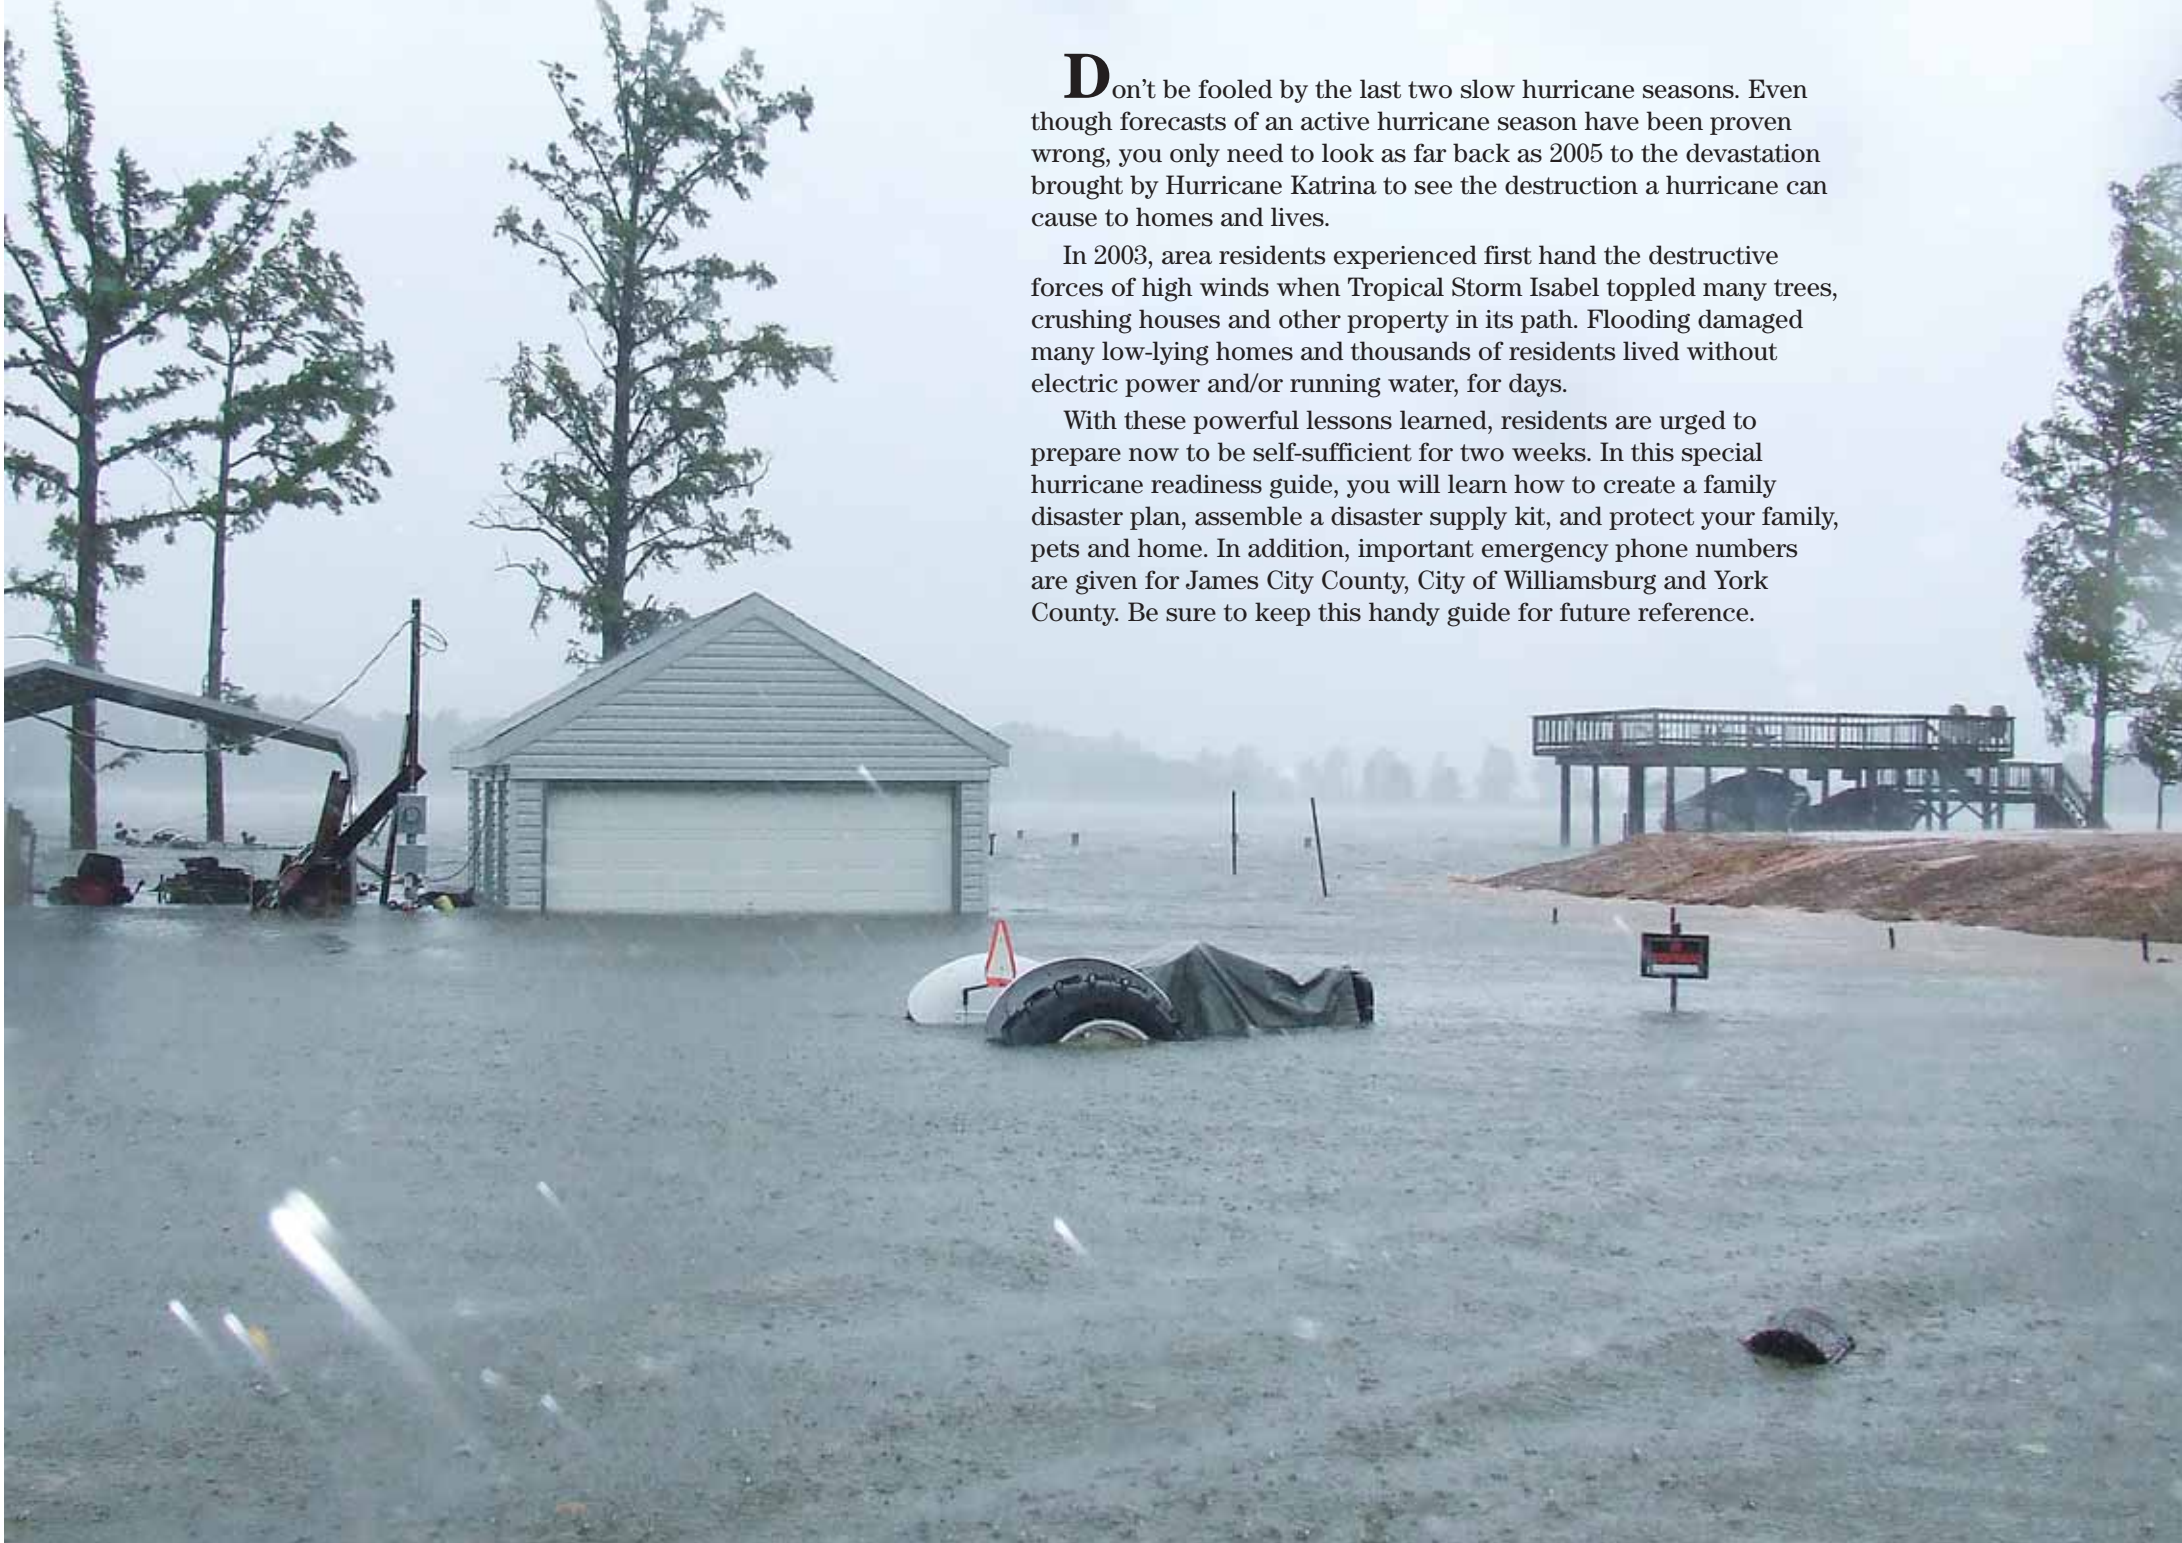 Don't be fooled by the last two slow hurricane seasons. Even
though forecasts of an active hurricane season have been proven
wrong, you only need to look as far back as 2005 to the devastation
brought by Hurricane Katrina to see the destruction a hurricane can
cause to homes and lives.
In 2003, area residents experienced first hand the destructive
forces of high winds when Tropical Storm Isabel toppled many trees,
crushing houses and other property in its path. Flooding damaged
many low-lying homes and thousands of residents lived without
electric power and/or running water, for days.
With these powerful lessons learned, residents are urged to
prepare now to be self-sufficient for two weeks. In this special
hurricane readiness guide, you will learn how to create a family
disaster plan, assemble a disaster supply kit, and protect your family,
pets and home. In addition, important emergency phone numbers
are given for James City County, City of Williamsburg and York
County. Be sure to keep this handy guide for future reference.